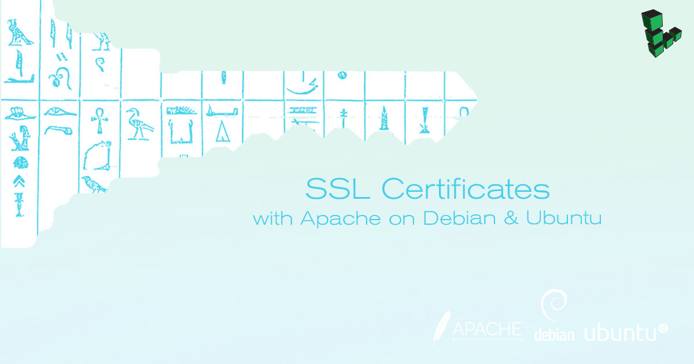 SSL Certificates
with Apache on Debian & Ubuntu
APACHE
debian
ubuntu